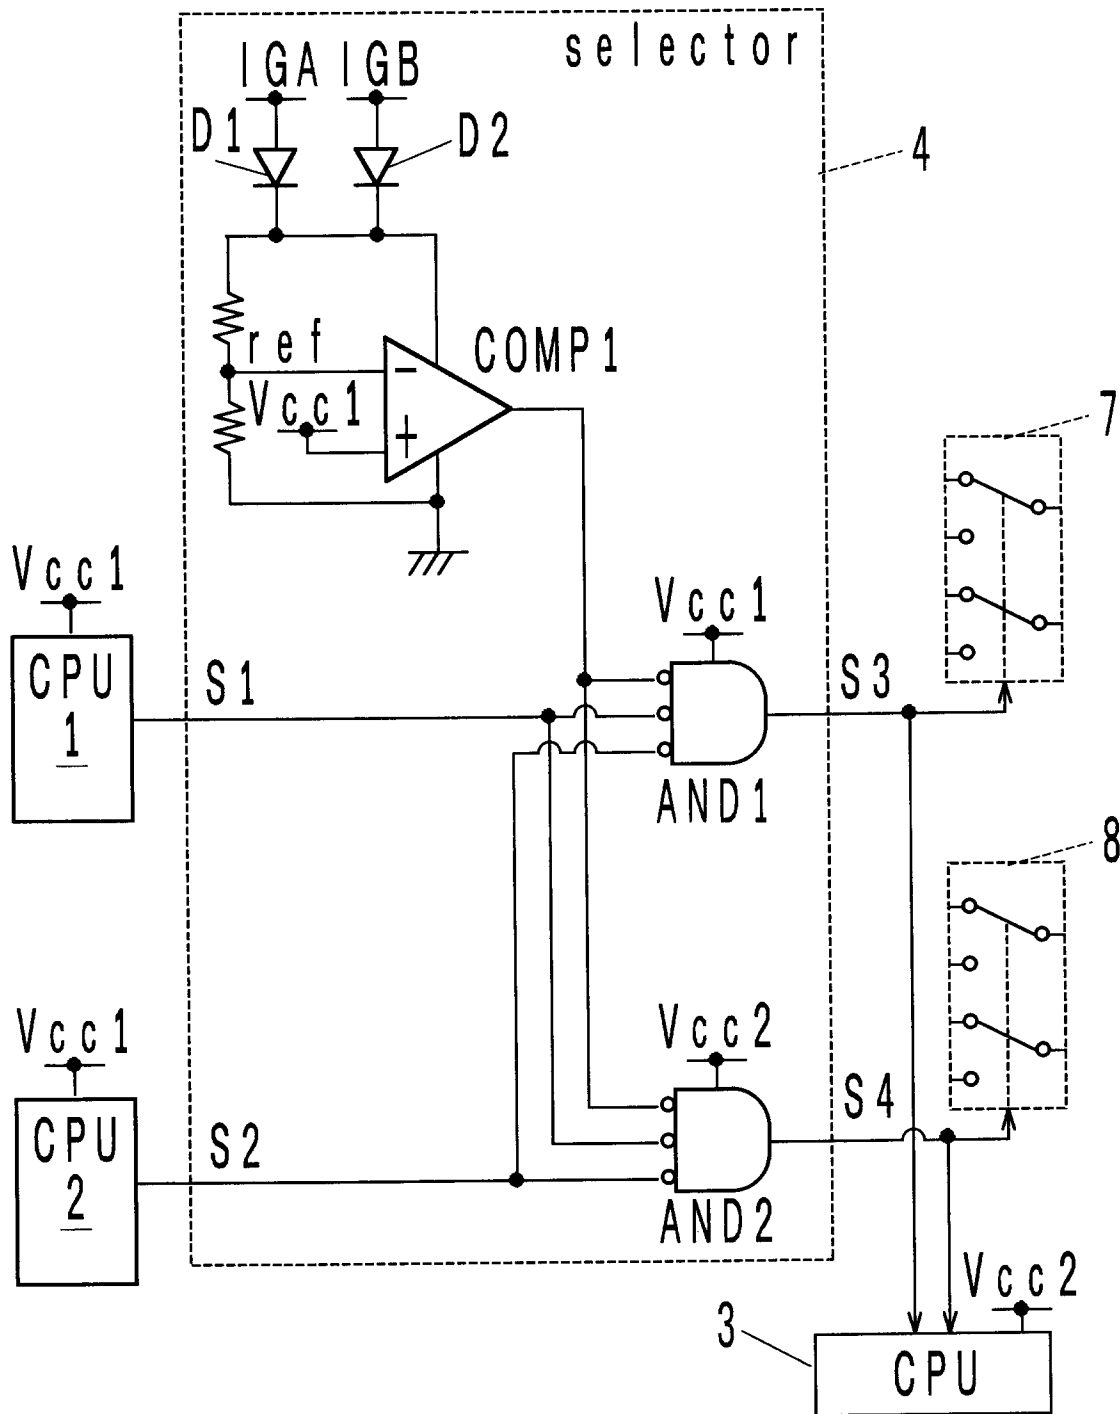 selector
IGA IGB
D1
D2
4
ref
COMP1
Vcc1
−
+
7
Vcc1
CPU
1
S1
Vcc1
S3
AND1
8
Vcc1
CPU
2
S2
Vcc2
S4
AND2
Vcc2
3
CPU